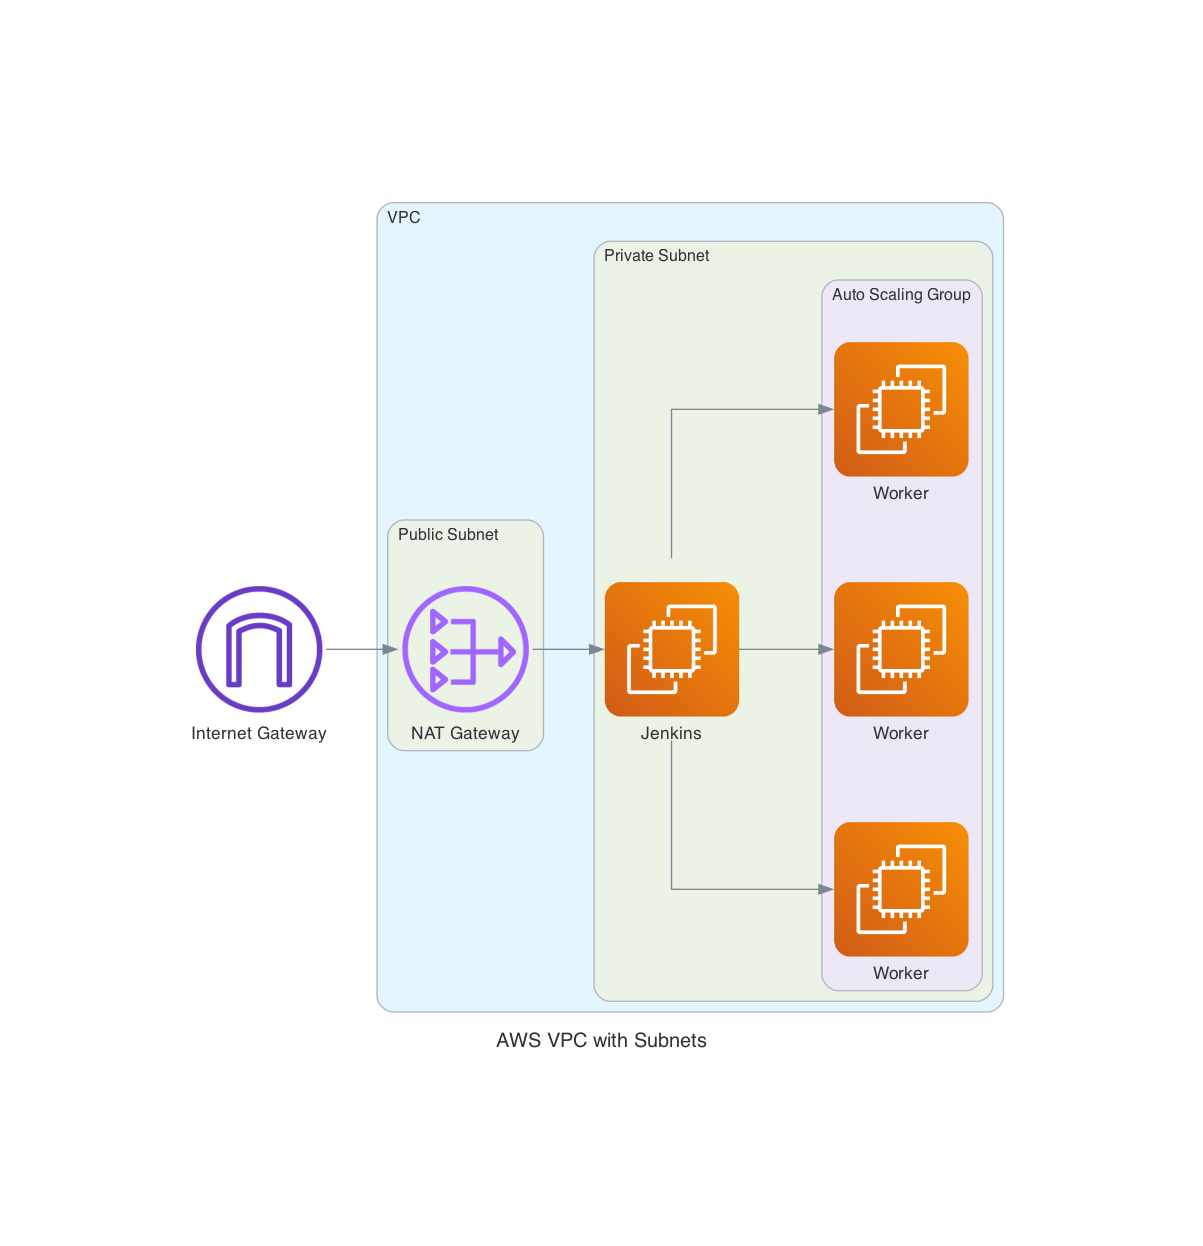 VPC
Private Subnet
Auto Scaling Group
Worker
Public Subnet
Internet Gateway
NAT Gateway
Jenkins
Worker
Worker
AWS VPC with Subnets